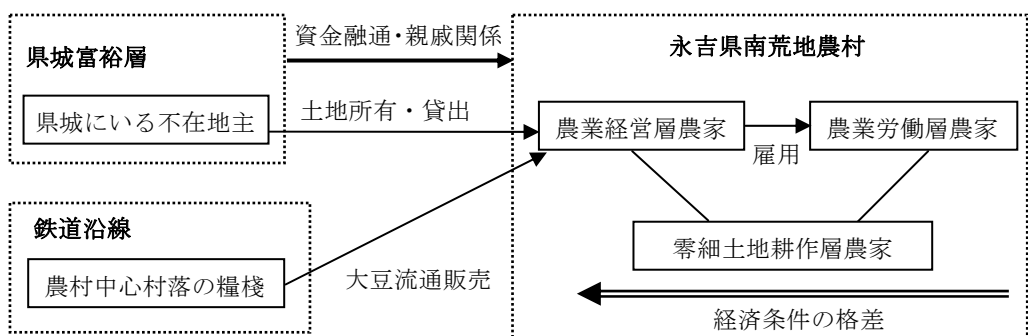 資金融通・親戚関係
県城富裕層
永吉県南荒地農村
県城にいる不在地主
土地所有・貸出
農業経営層農家
農業労働層農家
雇用
鉄道沿線
零細土地耕作層農家
農村中心村落の糧棧
大豆流通販売
経済条件の格差